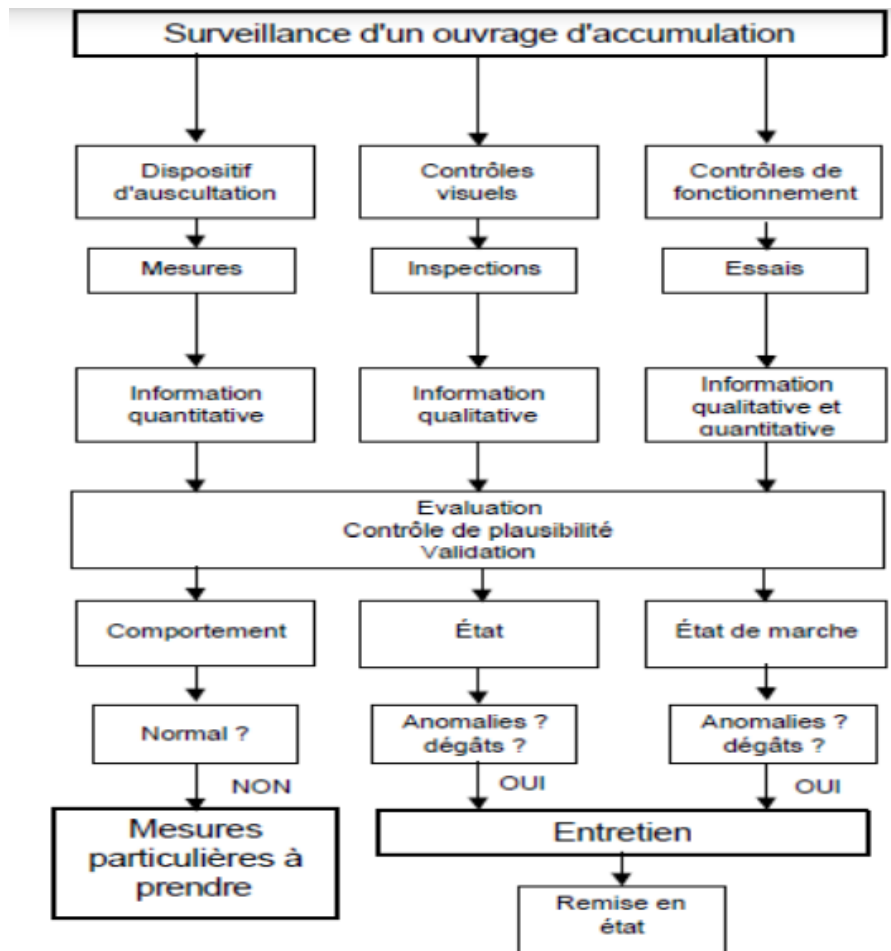 Surveillance d'un ouvrage d'accumulation
Dispositif
d'auscultation
Contrôles
visuels
Contrôles de
fonctionnement
Mesures
Inspections
Essais
Information
quantitative
Information
qualitative
Information
qualitative et
quantitative
Evaluation
Contrôle de plausibilité
Validation
Comportement
État
État de marche
Normal ?
Anomalies ?
dégâts ?
Anomalies ?
dégâts ?
NON
OUI
OUI
Mesures
particulières à
prendre
Entretien
Remise en
état